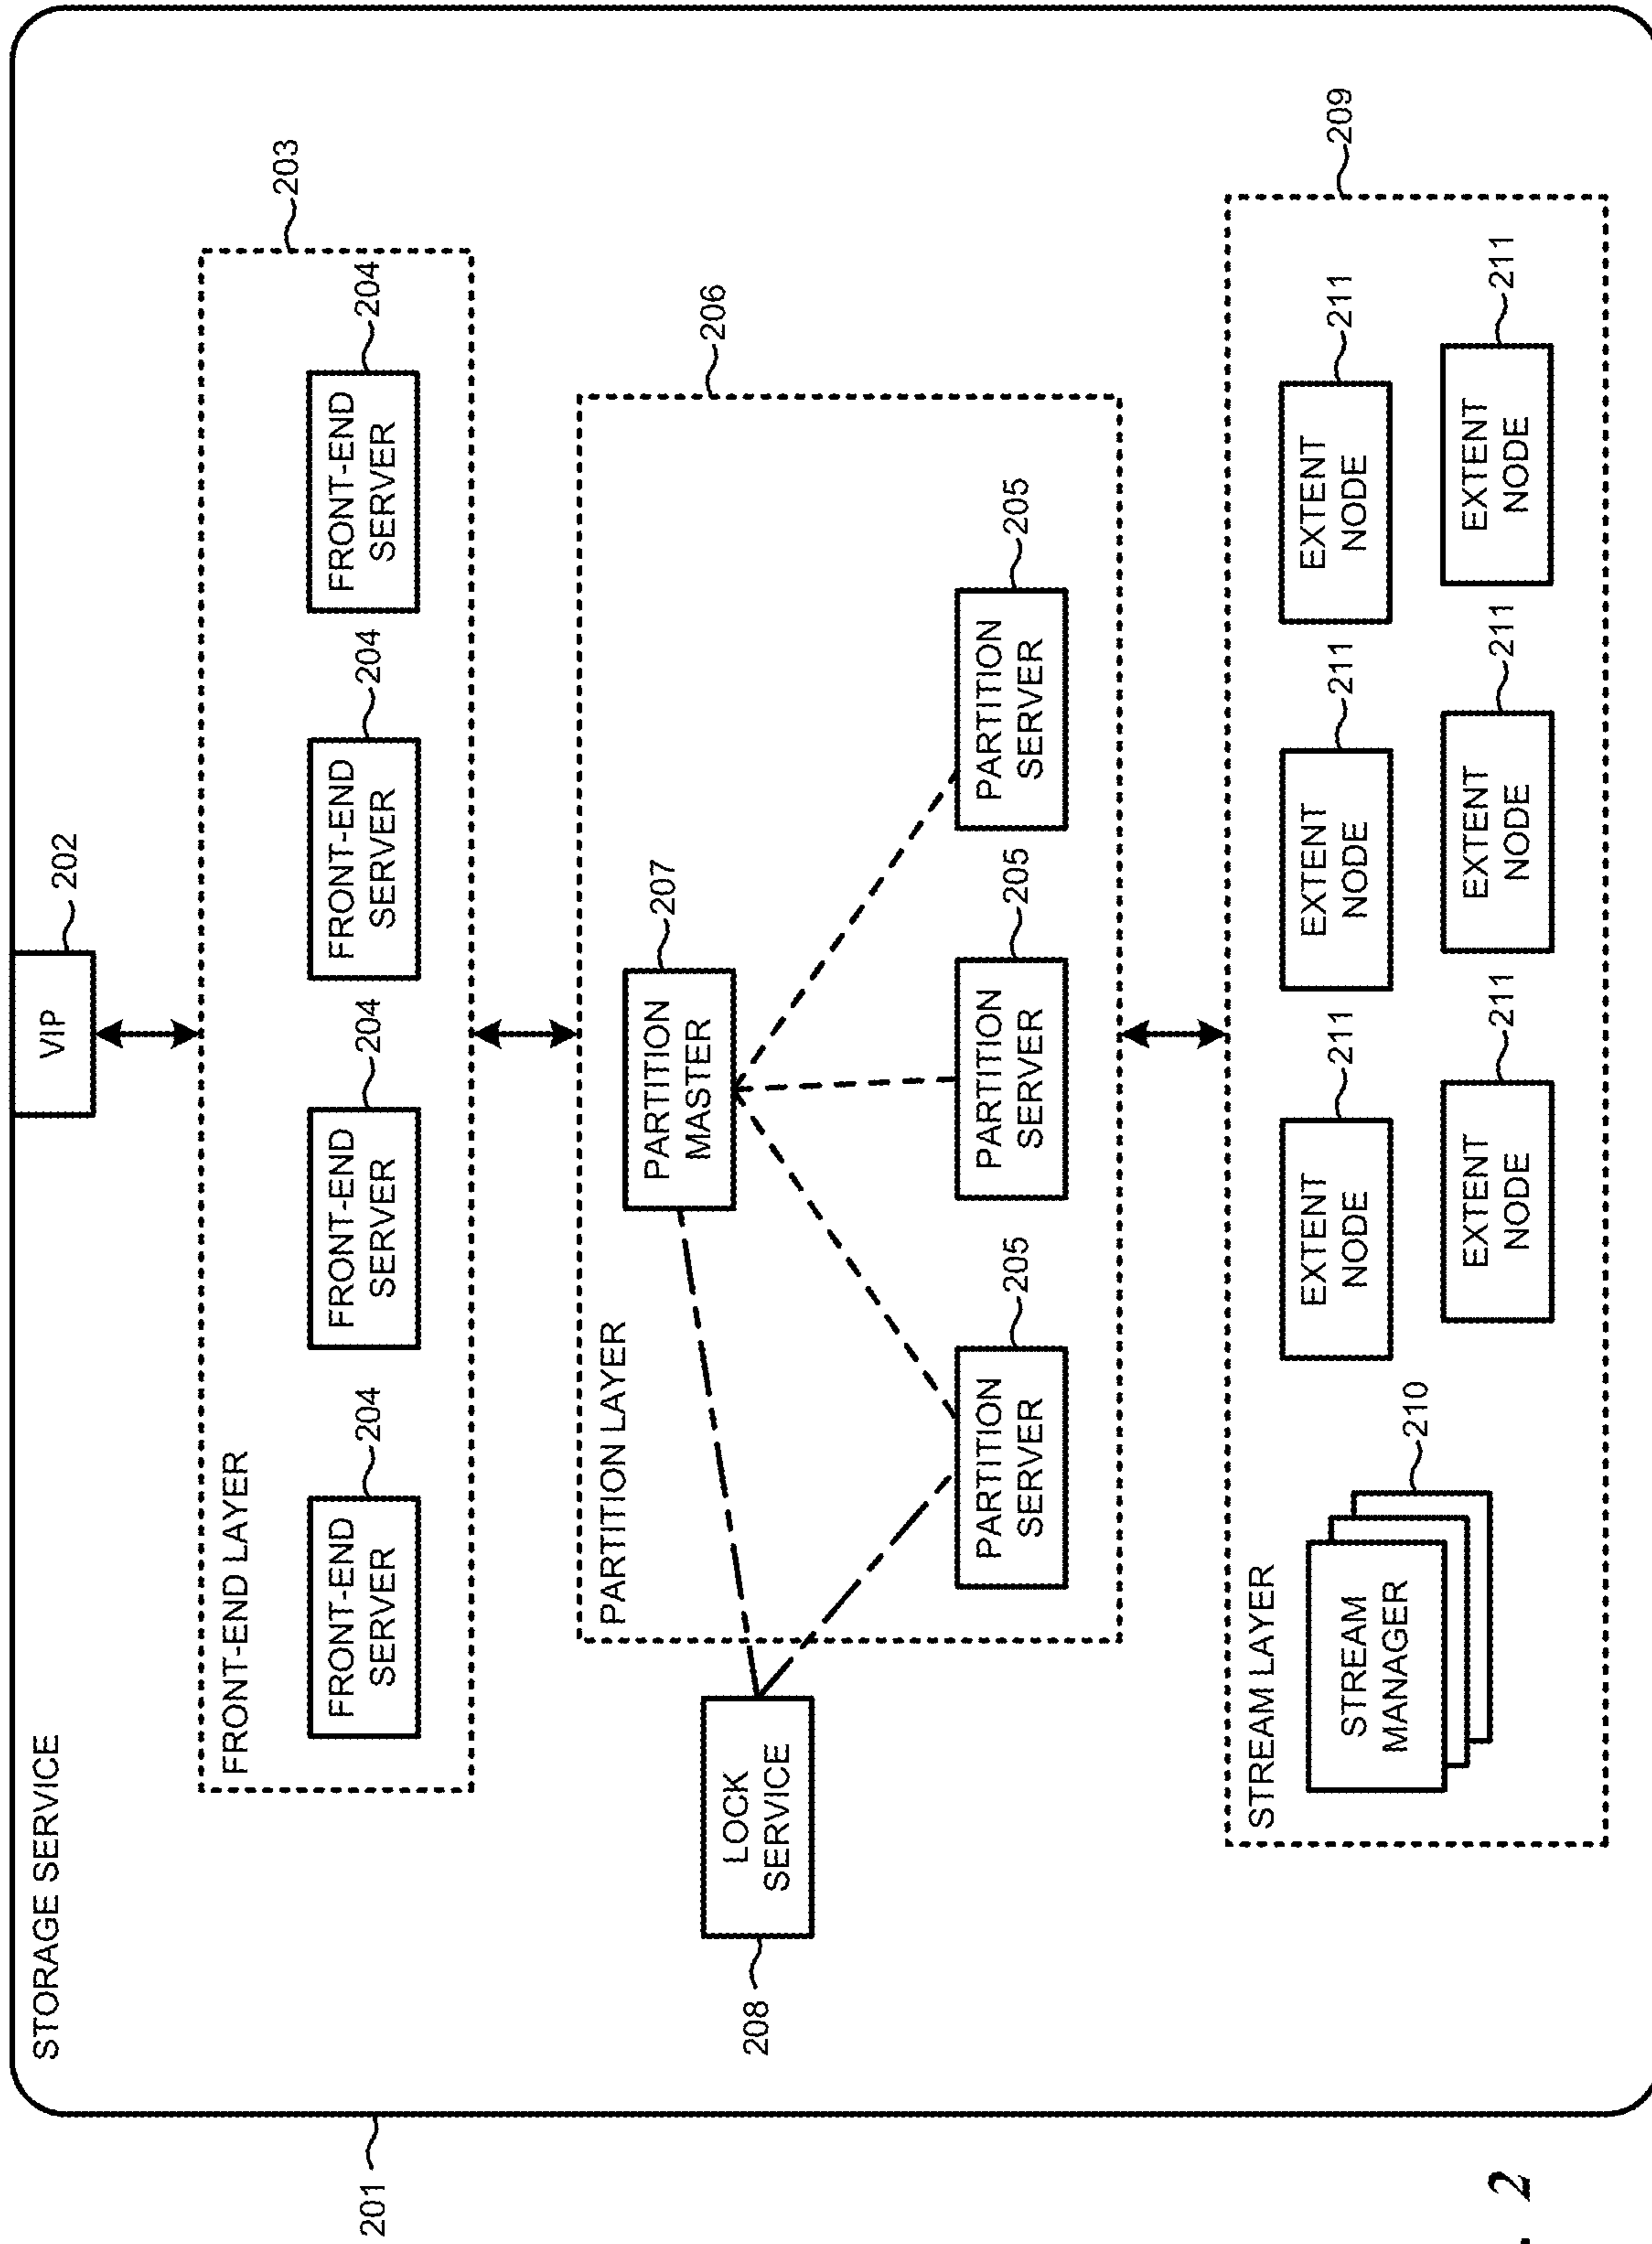 STORAGE SERVICE
201
VIP
202
FRONT-END LAYER
203
FRONT-END
SERVER
204
FRONT-END
SERVER
204
FRONT-END
SERVER
204
FRONT-END
SERVER
204
PARTITION LAYER
206
PARTITION
MASTER
207
LOCK
SERVICE
208
PARTITION
SERVER
205
PARTITION
SERVER
205
PARTITION
SERVER
205
STREAM LAYER
209
STREAM
MANAGER
210
EXTENT
NODE
211
EXTENT
NODE
211
EXTENT
NODE
211
EXTENT
NODE
211
EXTENT
NODE
211
EXTENT
NODE
211
. 2